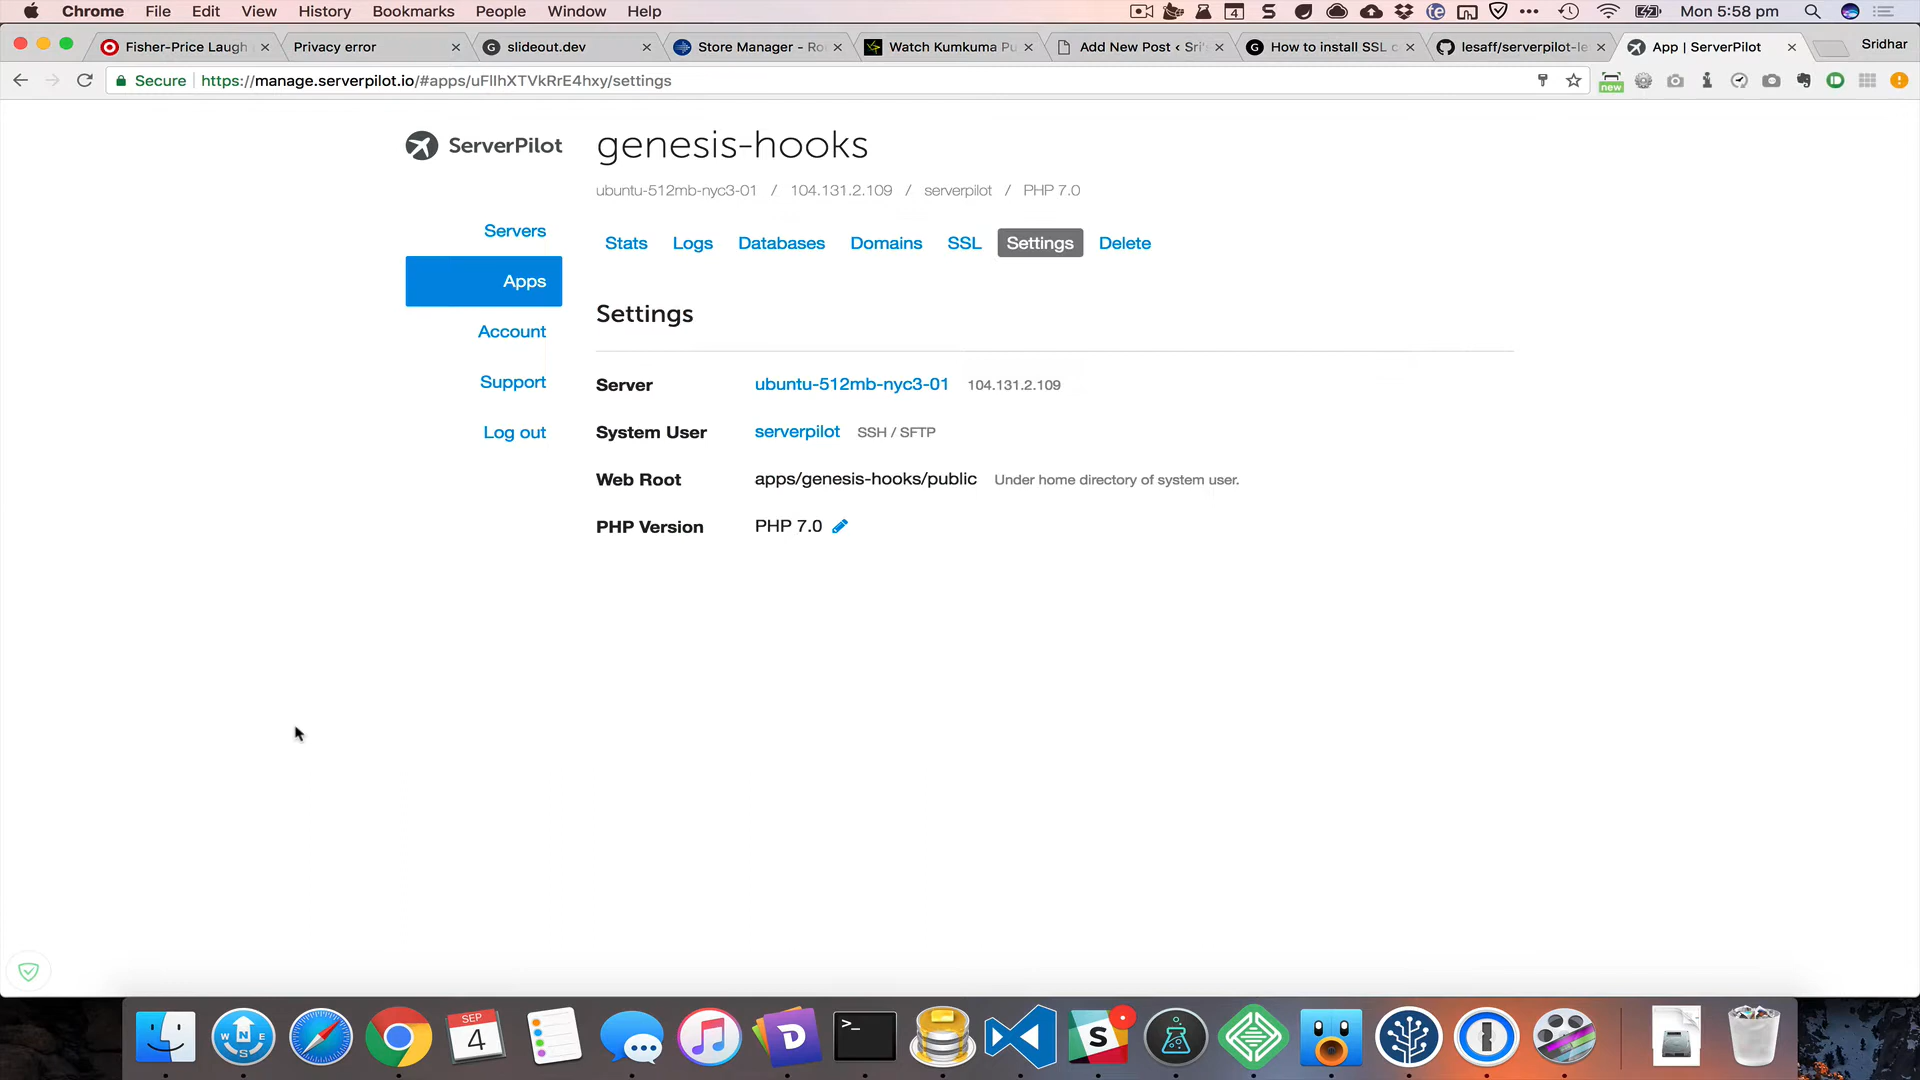 Chrome File Edit View History Bookmarks People Window Help 4 S te Mon 5:58 pm
Fisher-Price Laugh Privacy error slideout.dev Store Manager - Ro Watch Kumkuma Pu Add New Post ‹ Sri's How to install SSL c lesaff/serverpilot-le App | ServerPilot Sridhar
Secure https://manage.serverpilot.io/#apps/uFIlhXTVkRrE4hxy/settings new
ServerPilot genesis-hooks
ubuntu-512mb-nyc3-01 / 104.131.2.109 / serverpilot / PHP 7.0
Servers
Stats Logs Databases Domains SSL Settings Delete
Apps
Settings
Account
Support
Log out
Server ubuntu-512mb-nyc3-01 104.131.2.109
System User serverpilot SSH / SFTP
Web Root apps/genesis-hooks/public Under home directory of system user.
PHP Version PHP 7.0
W N E S
SEP
4
D
>_
S